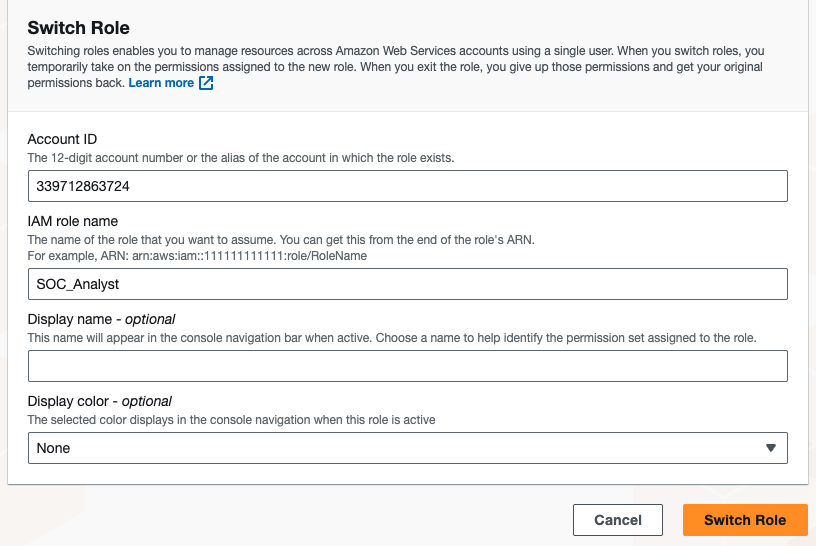 Switch Role
Switching roles enables you to manage resources across Amazon Web Services accounts using a single user. When you switch roles, you
temporarily take on the permissions assigned to the new role. When you exit the role, you give up those permissions and get your original
permissions back. Learn more
Account ID
The 12-digit account number or the alias of the account in which the role exists.
339712863724
IAM role name
The name of the role that you want to assume. You can get this from the end of the role's ARN.
For example, ARN: arn:aws:iam::111111111111:role/RoleName
SOC_Analyst
Display name - optional
This name will appear in the console navigation bar when active. Choose a name to help identify the permission set assigned to the role.
Display color - optional
The selected color displays in the console navigation when this role is active
None
Cancel
Switch Role